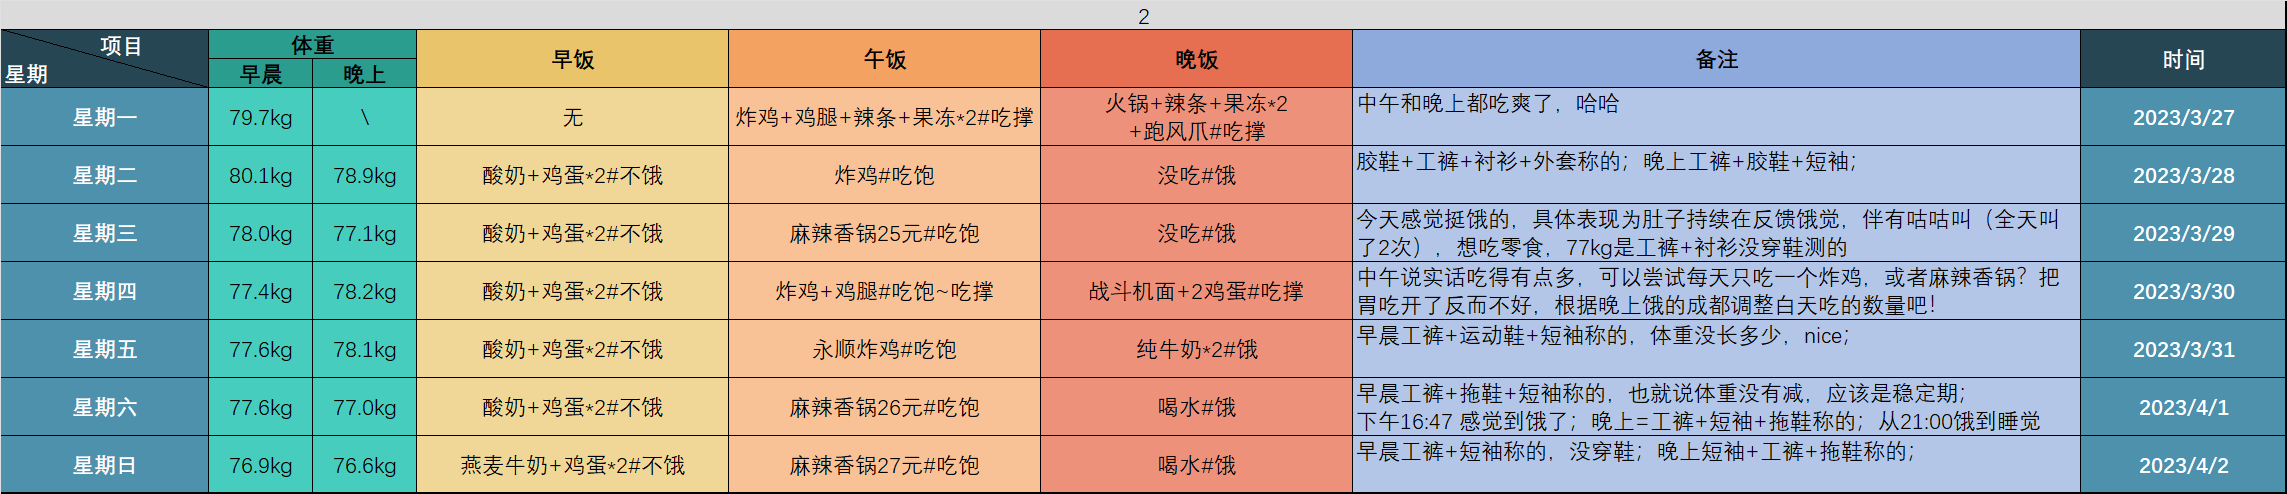 2
项目
星期
体重
早晨
晚上
早饭
午饭
晚饭
备注
时间
星期一
79.7kg
\
无
炸鸡+鸡腿+辣条+果冻*2#吃撑
火锅+辣条+果冻*2
+跑风爪#吃撑
中午和晚上都吃爽了，哈哈
2023/3/27
星期二
80.1kg
78.9kg
酸奶+鸡蛋*2#不饿
炸鸡#吃饱
没吃#饿
胶鞋+工裤+衬衫+外套称的；晚上工裤+胶鞋+短袖；
2023/3/28
星期三
78.0kg
77.1kg
酸奶+鸡蛋*2#不饿
麻辣香锅25元#吃饱
没吃#饿
今天感觉挺饿的，具体表现为肚子持续在反馈饿觉，伴有咕咕叫（全天叫
了2次），想吃零食，77kg是工裤+衬衫没穿鞋测的
2023/3/29
星期四
77.4kg
78.2kg
酸奶+鸡蛋*2#不饿
炸鸡+鸡腿#吃饱~吃撑
战斗机面+2鸡蛋#吃撑
中午说实话吃得有点多，可以尝试每天只吃一个炸鸡，或者麻辣香锅？把
胃吃开了反而不好，根据晚上饿的成都调整白天吃的数量吧！
2023/3/30
星期五
77.6kg
78.1kg
酸奶+鸡蛋*2#不饿
永顺炸鸡#吃饱
纯牛奶*2#饿
早晨工裤+运动鞋+短袖称的，体重没长多少，nice；
2023/3/31
星期六
77.6kg
77.0kg
酸奶+鸡蛋*2#不饿
麻辣香锅26元#吃饱
喝水#饿
早晨工裤+拖鞋+短袖称的，也就说体重没有减，应该是稳定期；
下午16:47 感觉到饿了；晚上=工裤+短袖+拖鞋称的；从21:00饿到睡觉
2023/4/1
星期日
76.9kg
76.6kg
燕麦牛奶+鸡蛋*2#不饿
麻辣香锅27元#吃饱
喝水#饿
早晨工裤+短袖称的，没穿鞋；晚上短袖+工裤+拖鞋称的；
2023/4/2